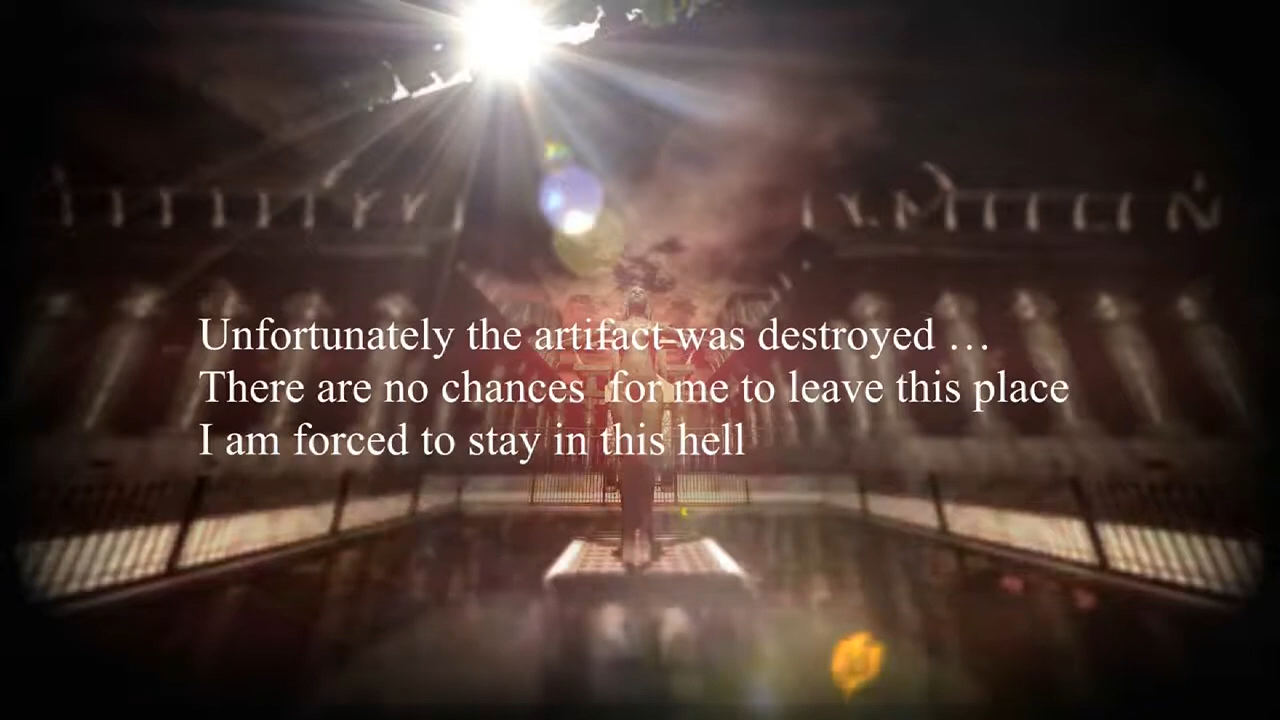 Unfortunately the artifact was destroyed …
There are no chances  for me to leave this place
I am forced to stay in this hell